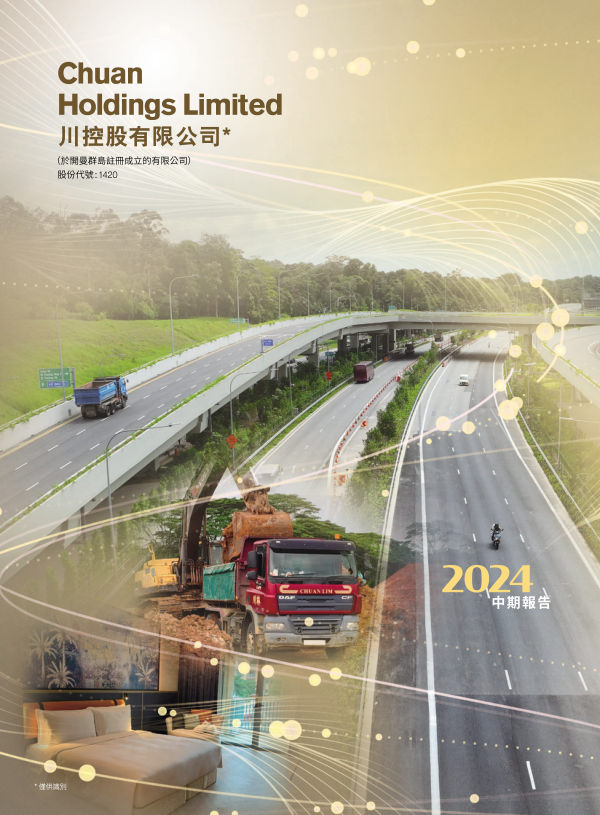 Chuan
Holdings Limited
川控股有限公司*
(於開曼群島註冊成立的有限公司)
股份代號：1420
CHUAN LIM
DAF
CF
2024
中期報告
* 僅供識別